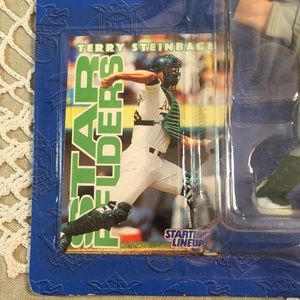 TERRY STEINBACH
STAR
FIELDERS
STARTING
LINEUP